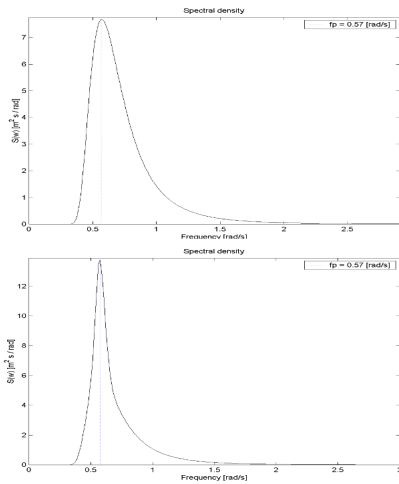 Spectral density
fp = 0.57 [rad/s]
7
6
5
4
3
2
1
0
S(w) [m² s / rad]
0 0.5 1 1.5 2 2.5
Frequency [rad/s]
Spectral density
fp = 0.57 [rad/s]
12
10
8
6
4
2
0
S(w) [m² s / rad]
0 0.5 1 1.5 2 2.5 3
Frequency [rad/s]